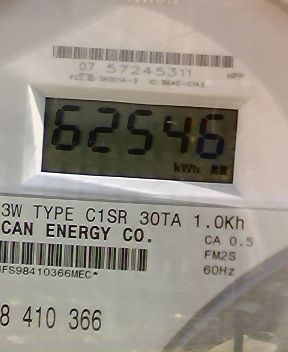 07 57245311
62546
kWh
3W TYPE C1SR 30TA 1.0Kh
CAN ENERGY CO.
CA 0.5
FM2S
60Hz
IFS98410366MEC*
8 410 366